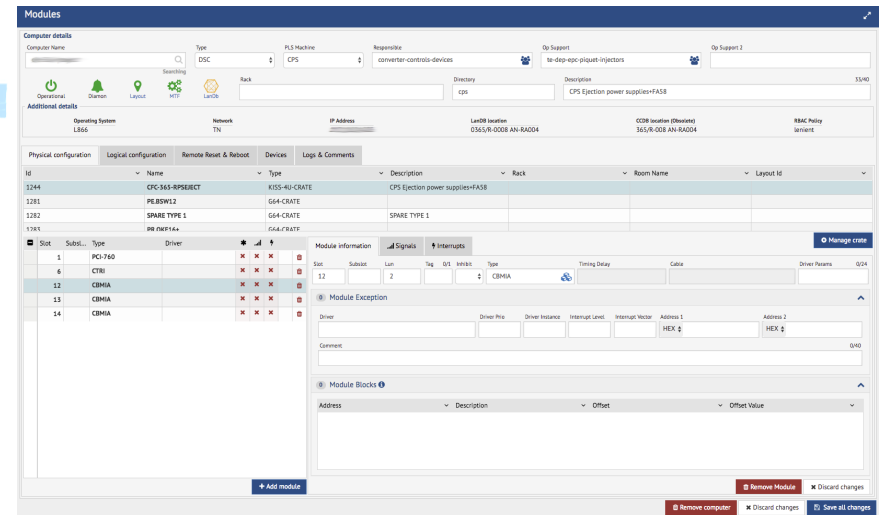 Modules
Computer details
Computer Name Type PLS Machine Responsible Op Support Op Support 2
DSC CPS converter-controls-devices te-dep-epc-piquet-injectors
Searching
Rack Directory Description 35/40
cps CPS Ejection power supplies+FA58
Operational Diamon Layout MTF LanDb
Additional details
Operating System Network IP Address LanDB location CCDB location (Obsolete) RBAC Policy
L866 TN 0365/R-0008 AN-RA004 365/R-008 AN-RA004 lenient
Physical configuration Logical configuration Remote Reset & Reboot Devices Logs & Comments
Id Name Type Description Rack Room Name Layout Id
1244 CFC-365-RPSEJECT KISS-4U-CRATE CPS Ejection power supplies+FA58
1281 PE.BSW12 G64-CRATE
1282 SPARE TYPE 1 G64-CRATE SPARE TYPE 1
1283 PR.QKE16+ G64-CRATE
Slot Subsl... Type Driver
1 PCI-760
6 CTRI
12 CBMIA
13 CBMIA
14 CBMIA
+ Add module
Module information Signals Interrupts Manage crate
Slot Subslot Lun Tag 0/1 Inhibit Type Timing Delay Cable Driver Params 0/24
12 2 CBMIA
0 Module Exception
Driver Driver Prio Driver Instance Interrupt Level Interrupt Vector Address 1 Address 2
HEX HEX
Comment 0/40
0 Module Blocks
Address Description Offset Offset Value
Remove Module Discard changes
Remove computer Discard changes Save all changes